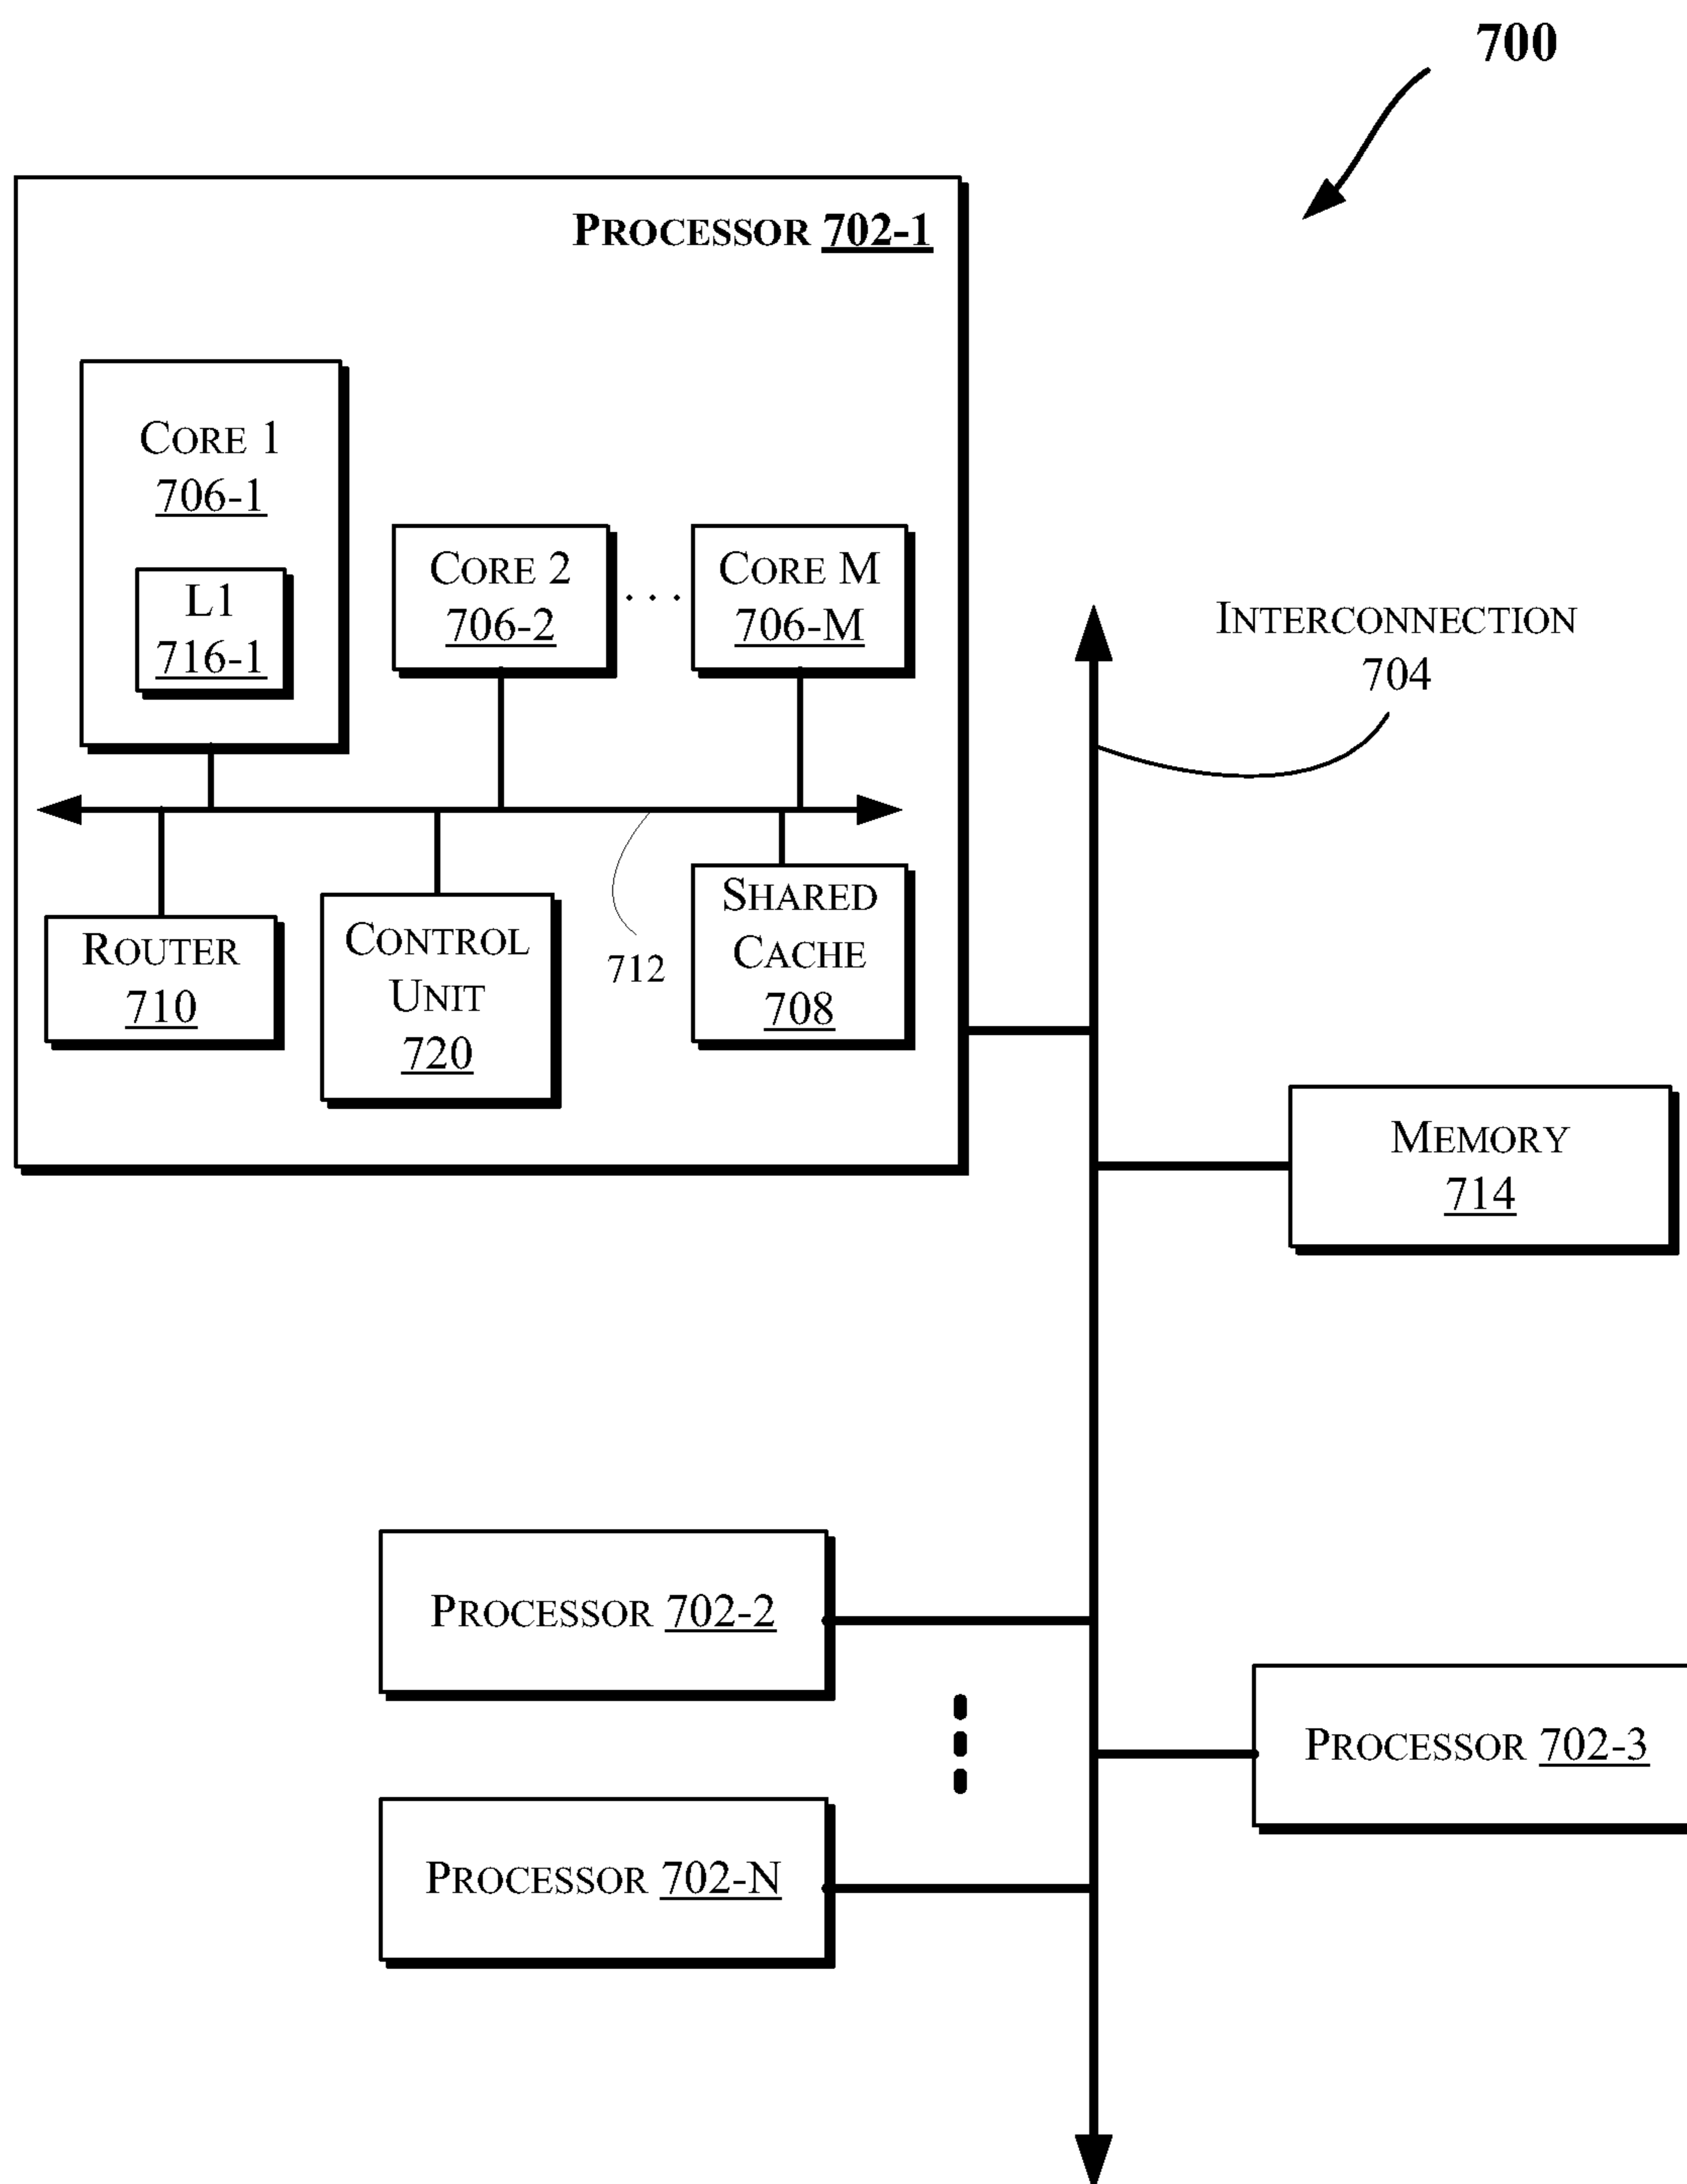 700
PROCESSOR 702-1
CORE 1
706-1
L1
716-1
CORE 2
706-2
. . .
CORE M
706-M
ROUTER
710
CONTROL
UNIT
720
712
SHARED
CACHE
708
INTERCONNECTION
704
MEMORY
714
PROCESSOR 702-2
PROCESSOR 702-3
PROCESSOR 702-N